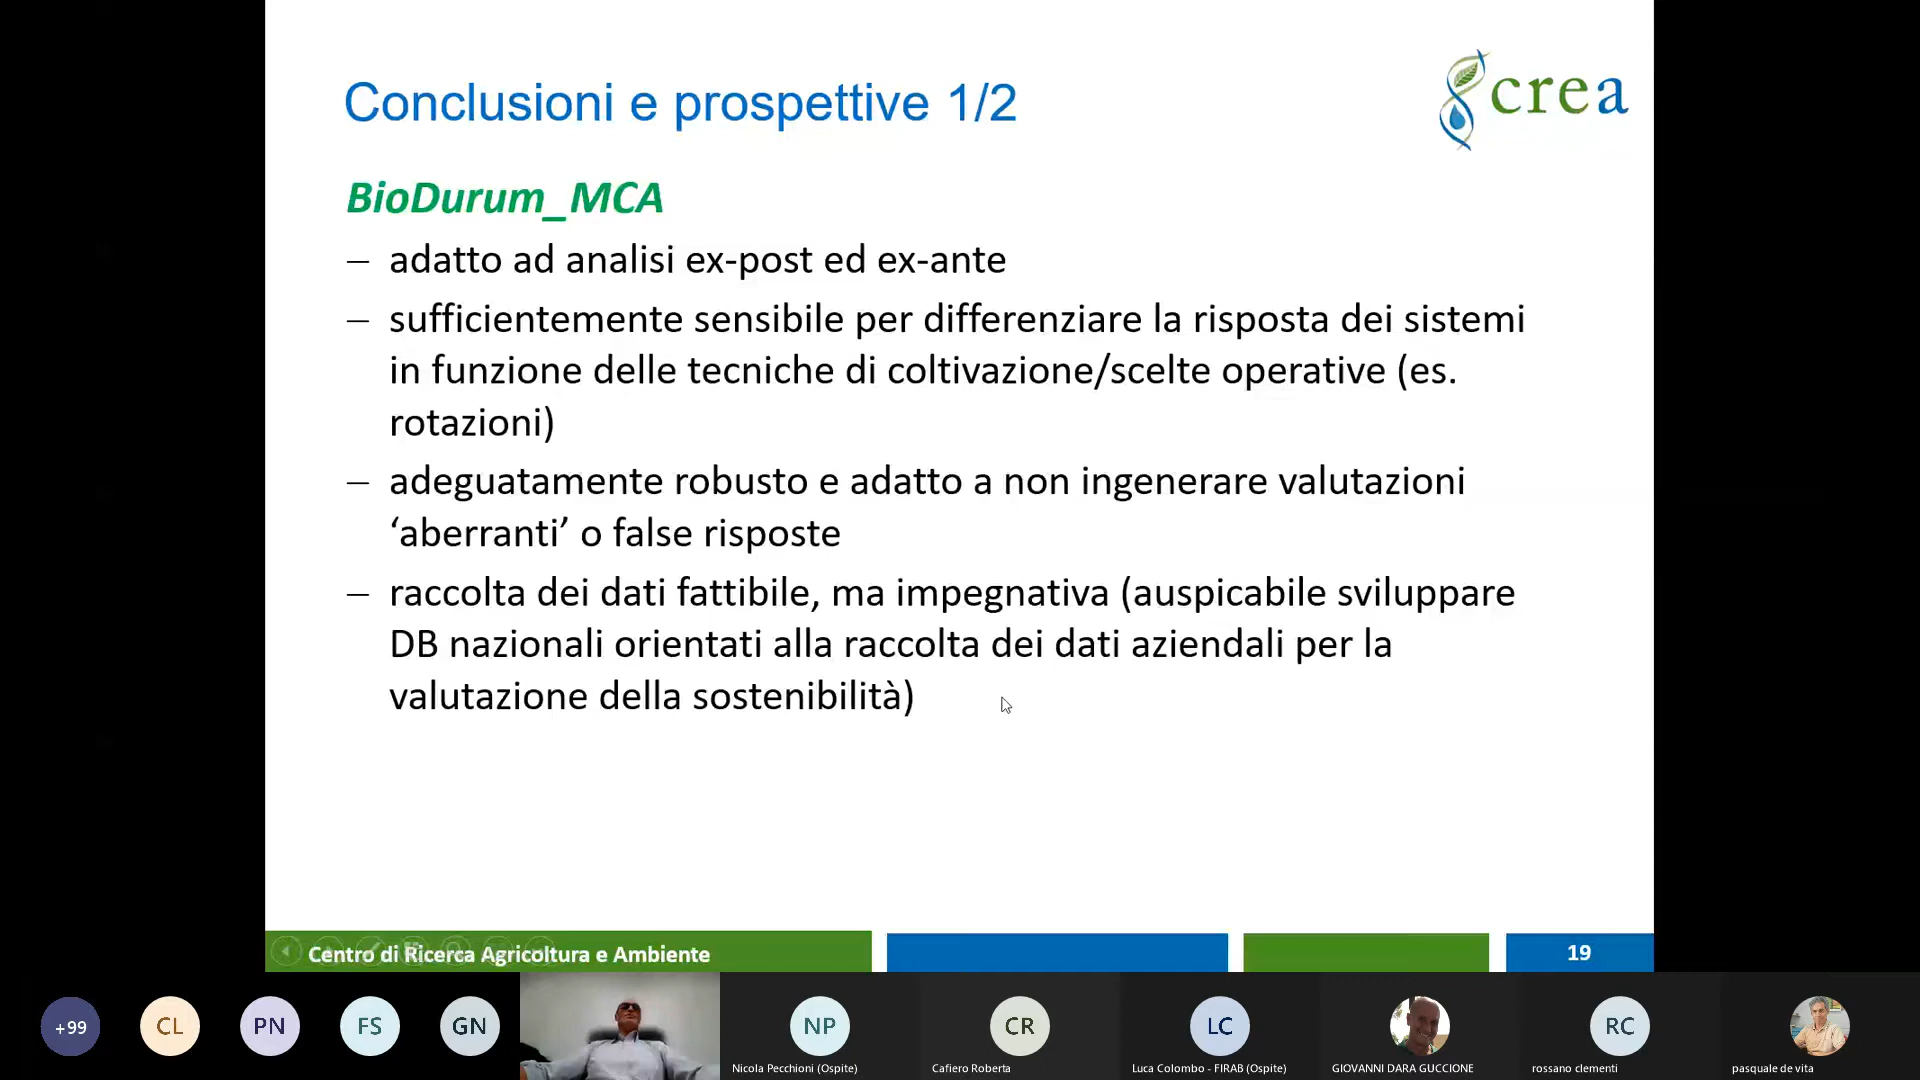 Conclusioni e prospettive 1/2
crea
BioDurum_MCA
– adatto ad analisi ex-post ed ex-ante
– sufficientemente sensibile per differenziare la risposta dei sistemi
in funzione delle tecniche di coltivazione/scelte operative (es.
rotazioni)
– adeguatamente robusto e adatto a non ingenerare valutazioni
‘aberranti’ o false risposte
– raccolta dei dati fattibile, ma impegnativa (auspicabile sviluppare
DB nazionali orientati alla raccolta dei dati aziendali per la
valutazione della sostenibilità)
Centro di Ricerca Agricoltura e Ambiente
19
+99
CL
PN
FS
GN
NP
CR
LC
RC
Nicola Pecchioni (Ospite)
Cafiero Roberta
Luca Colombo - FIRAB (Ospite)
GIOVANNI DARA GUCCIONE
rossano clementi
pasquale de vita